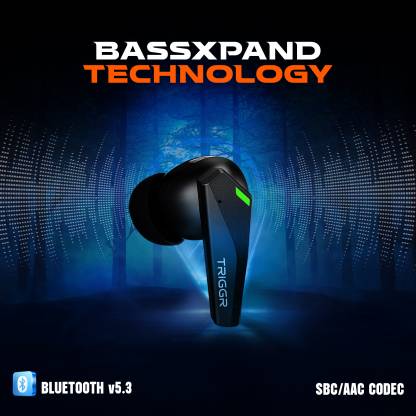 BASSXPAND
TECHNOLOGY
TRIGGR
BLUETOOTH v5.3
SBC/AAC CODEC